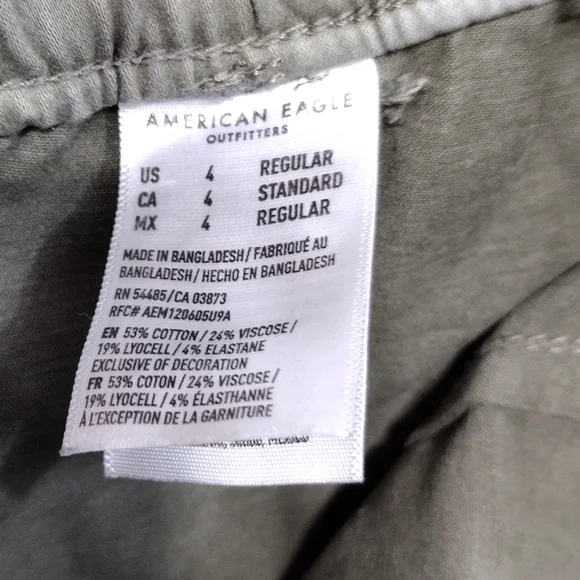 AMERICAN EAGLE
OUTFITTERS
US 4 REGULAR
CA 4 STANDARD
MX 4 REGULAR
MADE IN BANGLADESH / FABRIQUÉ AU
BANGLADESH / HECHO EN BANGLADESH
RN 54485/CA 03873
RFC# AEM120605U9A
EN 53% COTTON / 24% VISCOSE /
19% LYOCELL / 4% ELASTANE
EXCLUSIVE OF DECORATION
FR 53% COTON / 24% VISCOSE /
19% LYOCELL / 4% ÉLASTHANNE
À L'EXCEPTION DE LA GARNITURE